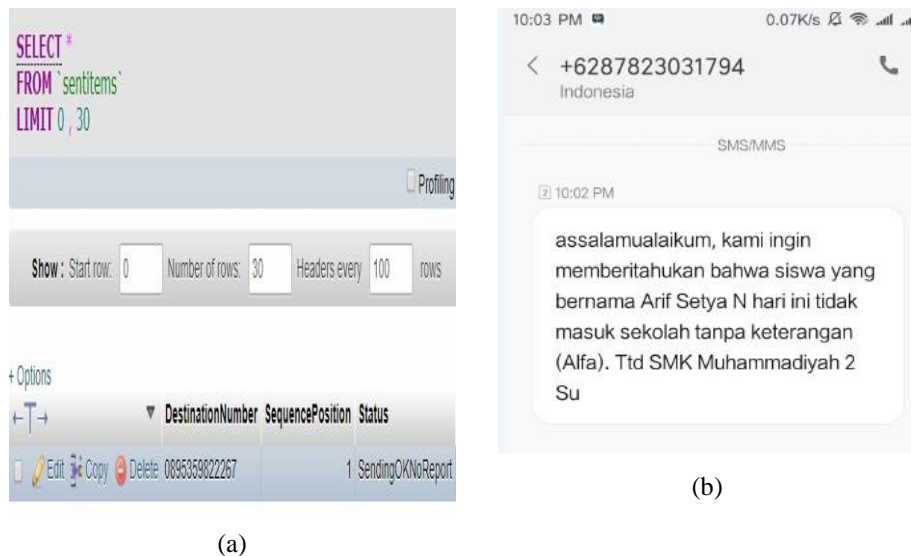 SELECT *
FROM `sentitems`
LIMIT 0 , 30
Profiling
Show : Start row: 0 Number of rows: 30 Headers every 100 rows
+ Options
←T→ ▼ DestinationNumber SequencePosition Status
Edit Copy Delete 0895359822267 1 SendingOKNoReport
(a)
10:03 PM 0.07K/s
< +6287823031794
Indonesia
SMS/MMS
2 10:02 PM
assalamualaikum, kami ingin
memberitahukan bahwa siswa yang
bernama Arif Setya N hari ini tidak
masuk sekolah tanpa keterangan
(Alfa). Ttd SMK Muhammadiyah 2
Su
(b)